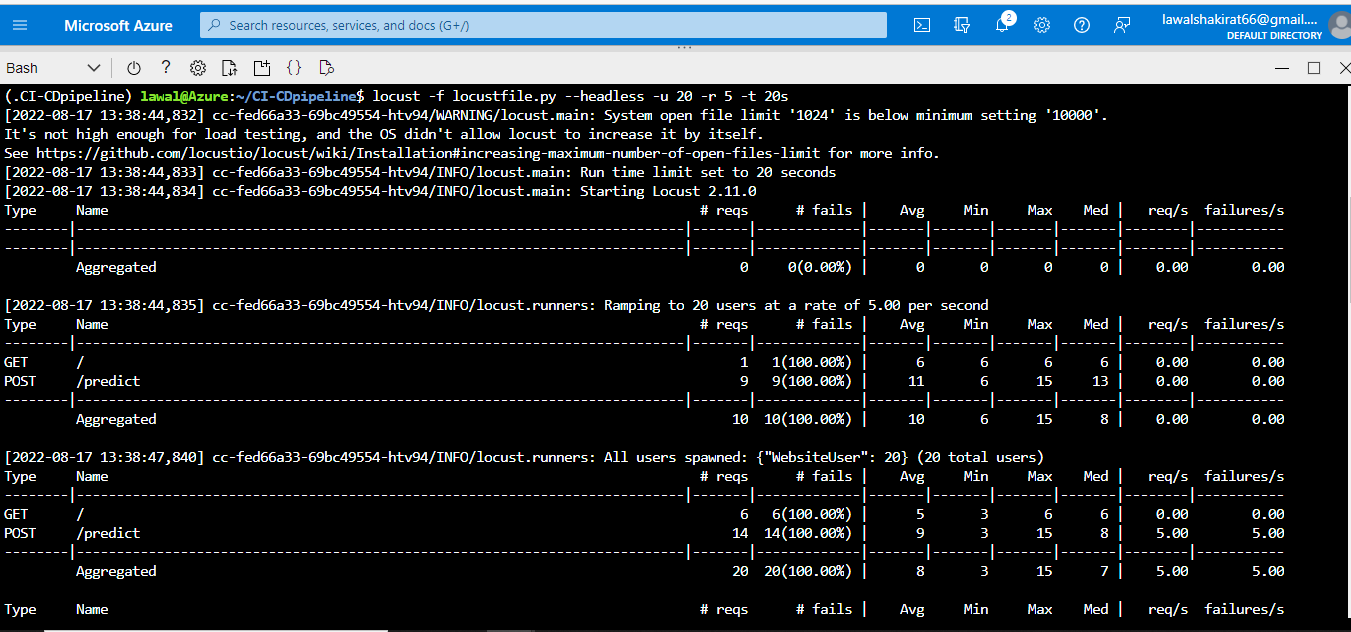 Microsoft Azure
Search resources, services, and docs (G+/)
2
lawalshakirat66@gmail....
DEFAULT DIRECTORY
Bash
?
{}
(.CI-CDpipeline) lawal@Azure:~/CI-CDpipeline$ locust -f locustfile.py --headless -u 20 -r 5 -t 20s
[2022-08-17 13:38:44,832] cc-fed66a33-69bc49554-htv94/WARNING/locust.main: System open file limit '1024' is below minimum setting '10000'.
It's not high enough for load testing, and the OS didn't allow locust to increase it by itself.
See https://github.com/locustio/locust/wiki/Installation#increasing-maximum-number-of-open-files-limit for more info.
[2022-08-17 13:38:44,833] cc-fed66a33-69bc49554-htv94/INFO/locust.main: Run time limit set to 20 seconds
[2022-08-17 13:38:44,834] cc-fed66a33-69bc49554-htv94/INFO/locust.main: Starting Locust 2.11.0
Type Name # reqs # fails | Avg Min Max Med | req/s failures/s
Aggregated 0 0(0.00%) | 0 0 0 0 | 0.00 0.00
[2022-08-17 13:38:44,835] cc-fed66a33-69bc49554-htv94/INFO/locust.runners: Ramping to 20 users at a rate of 5.00 per second
Type Name # reqs # fails | Avg Min Max Med | req/s failures/s
GET / 1 1(100.00%) | 6 6 6 6 | 0.00 0.00
POST /predict 9 9(100.00%) | 11 6 15 13 | 0.00 0.00
Aggregated 10 10(100.00%) | 10 6 15 8 | 0.00 0.00
[2022-08-17 13:38:47,840] cc-fed66a33-69bc49554-htv94/INFO/locust.runners: All users spawned: {"WebsiteUser": 20} (20 total users)
Type Name # reqs # fails | Avg Min Max Med | req/s failures/s
GET / 6 6(100.00%) | 5 3 6 6 | 0.00 0.00
POST /predict 14 14(100.00%) | 9 3 15 8 | 5.00 5.00
Aggregated 20 20(100.00%) | 8 3 15 7 | 5.00 5.00
Type Name # reqs # fails | Avg Min Max Med | req/s failures/s